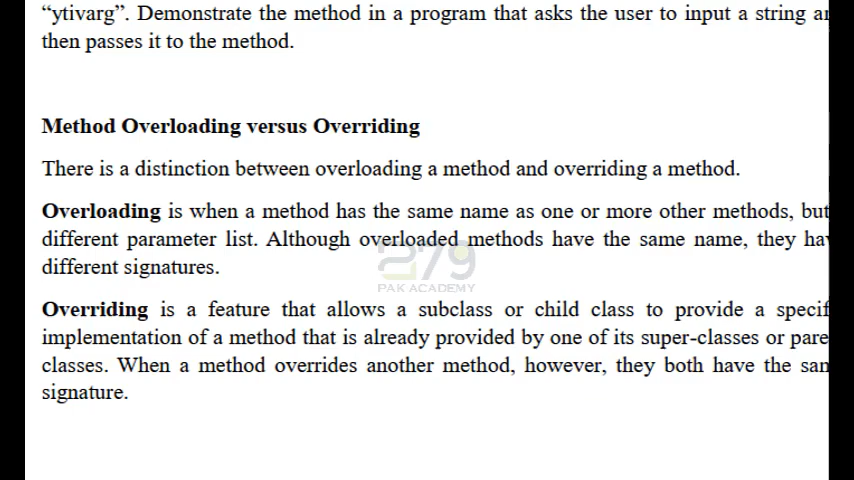 “ytivarg”. Demonstrate the method in a program that asks the user to input a string
then passes it to the method.
Method Overloading versus Overriding
There is a distinction between overloading a method and overriding a method.
Overloading is when a method has the same name as one or more other methods, but
different parameter list. Although overloaded methods have the same name, they
different signatures.
279
PAK ACADEMY
Overriding is a feature that allows a subclass or child class to provide a
implementation of a method that is already provided by one of its super-classes or
classes. When a method overrides another method, however, they both have the
signature.